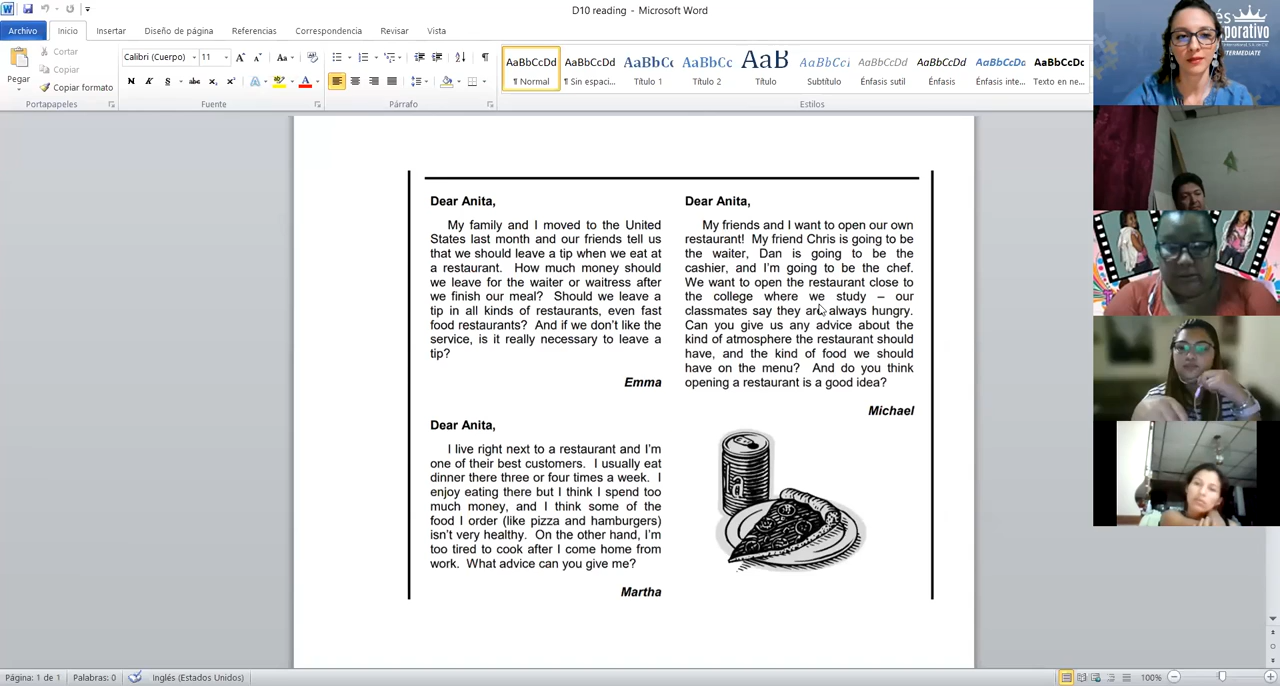 D10 reading - Microsoft Word
Archivo
Inicio
Insertar
Diseño de página
Referencias
Correspondencia
Revisar
Vista
Pegar
Cortar
Copiar
Copiar formato
Portapapeles
Calibri (Cuerpo)
11
Fuente
Párrafo
AaBbCcDd
¶ Normal
AaBbCcDd
¶ Sin espaci...
AaBbC
Título 1
AaBbCc
Título 2
AaB
Título
AaBbCcI
Subtítulo
AaBbCcDd
Énfasis sutil
AaBbCcDd
Énfasis
AaBbCcDd
Énfasis inte...
AaBbCcDc
Texto en ne...
Estilos
Dear Anita,
My family and I moved to the United
States last month and our friends tell us
that we should leave a tip when we eat at
a restaurant. How much money should
we leave for the waiter or waitress after
we finish our meal? Should we leave a
tip in all kinds of restaurants, even fast
food restaurants? And if we don't like the
service, is it really necessary to leave a
tip?
Emma
Dear Anita,
I live right next to a restaurant and I'm
one of their best customers. I usually eat
dinner there three or four times a week. I
enjoy eating there but I think I spend too
much money, and I think some of the
food I order (like pizza and hamburgers)
isn't very healthy. On the other hand, I'm
too tired to cook after I come home from
work. What advice can you give me?
Martha
Dear Anita,
My friends and I want to open our own
restaurant! My friend Chris is going to be
the waiter, Dan is going to be the
cashier, and I'm going to be the chef.
We want to open the restaurant close to
the college where we study – our
classmates say they are always hungry.
Can you give us any advice about the
kind of atmosphere the restaurant should
have, and the kind of food we should
have on the menu? And do you think
opening a restaurant is a good idea?
Michael
Página: 1 de 1
Palabras: 0
Inglés (Estados Unidos)
100%